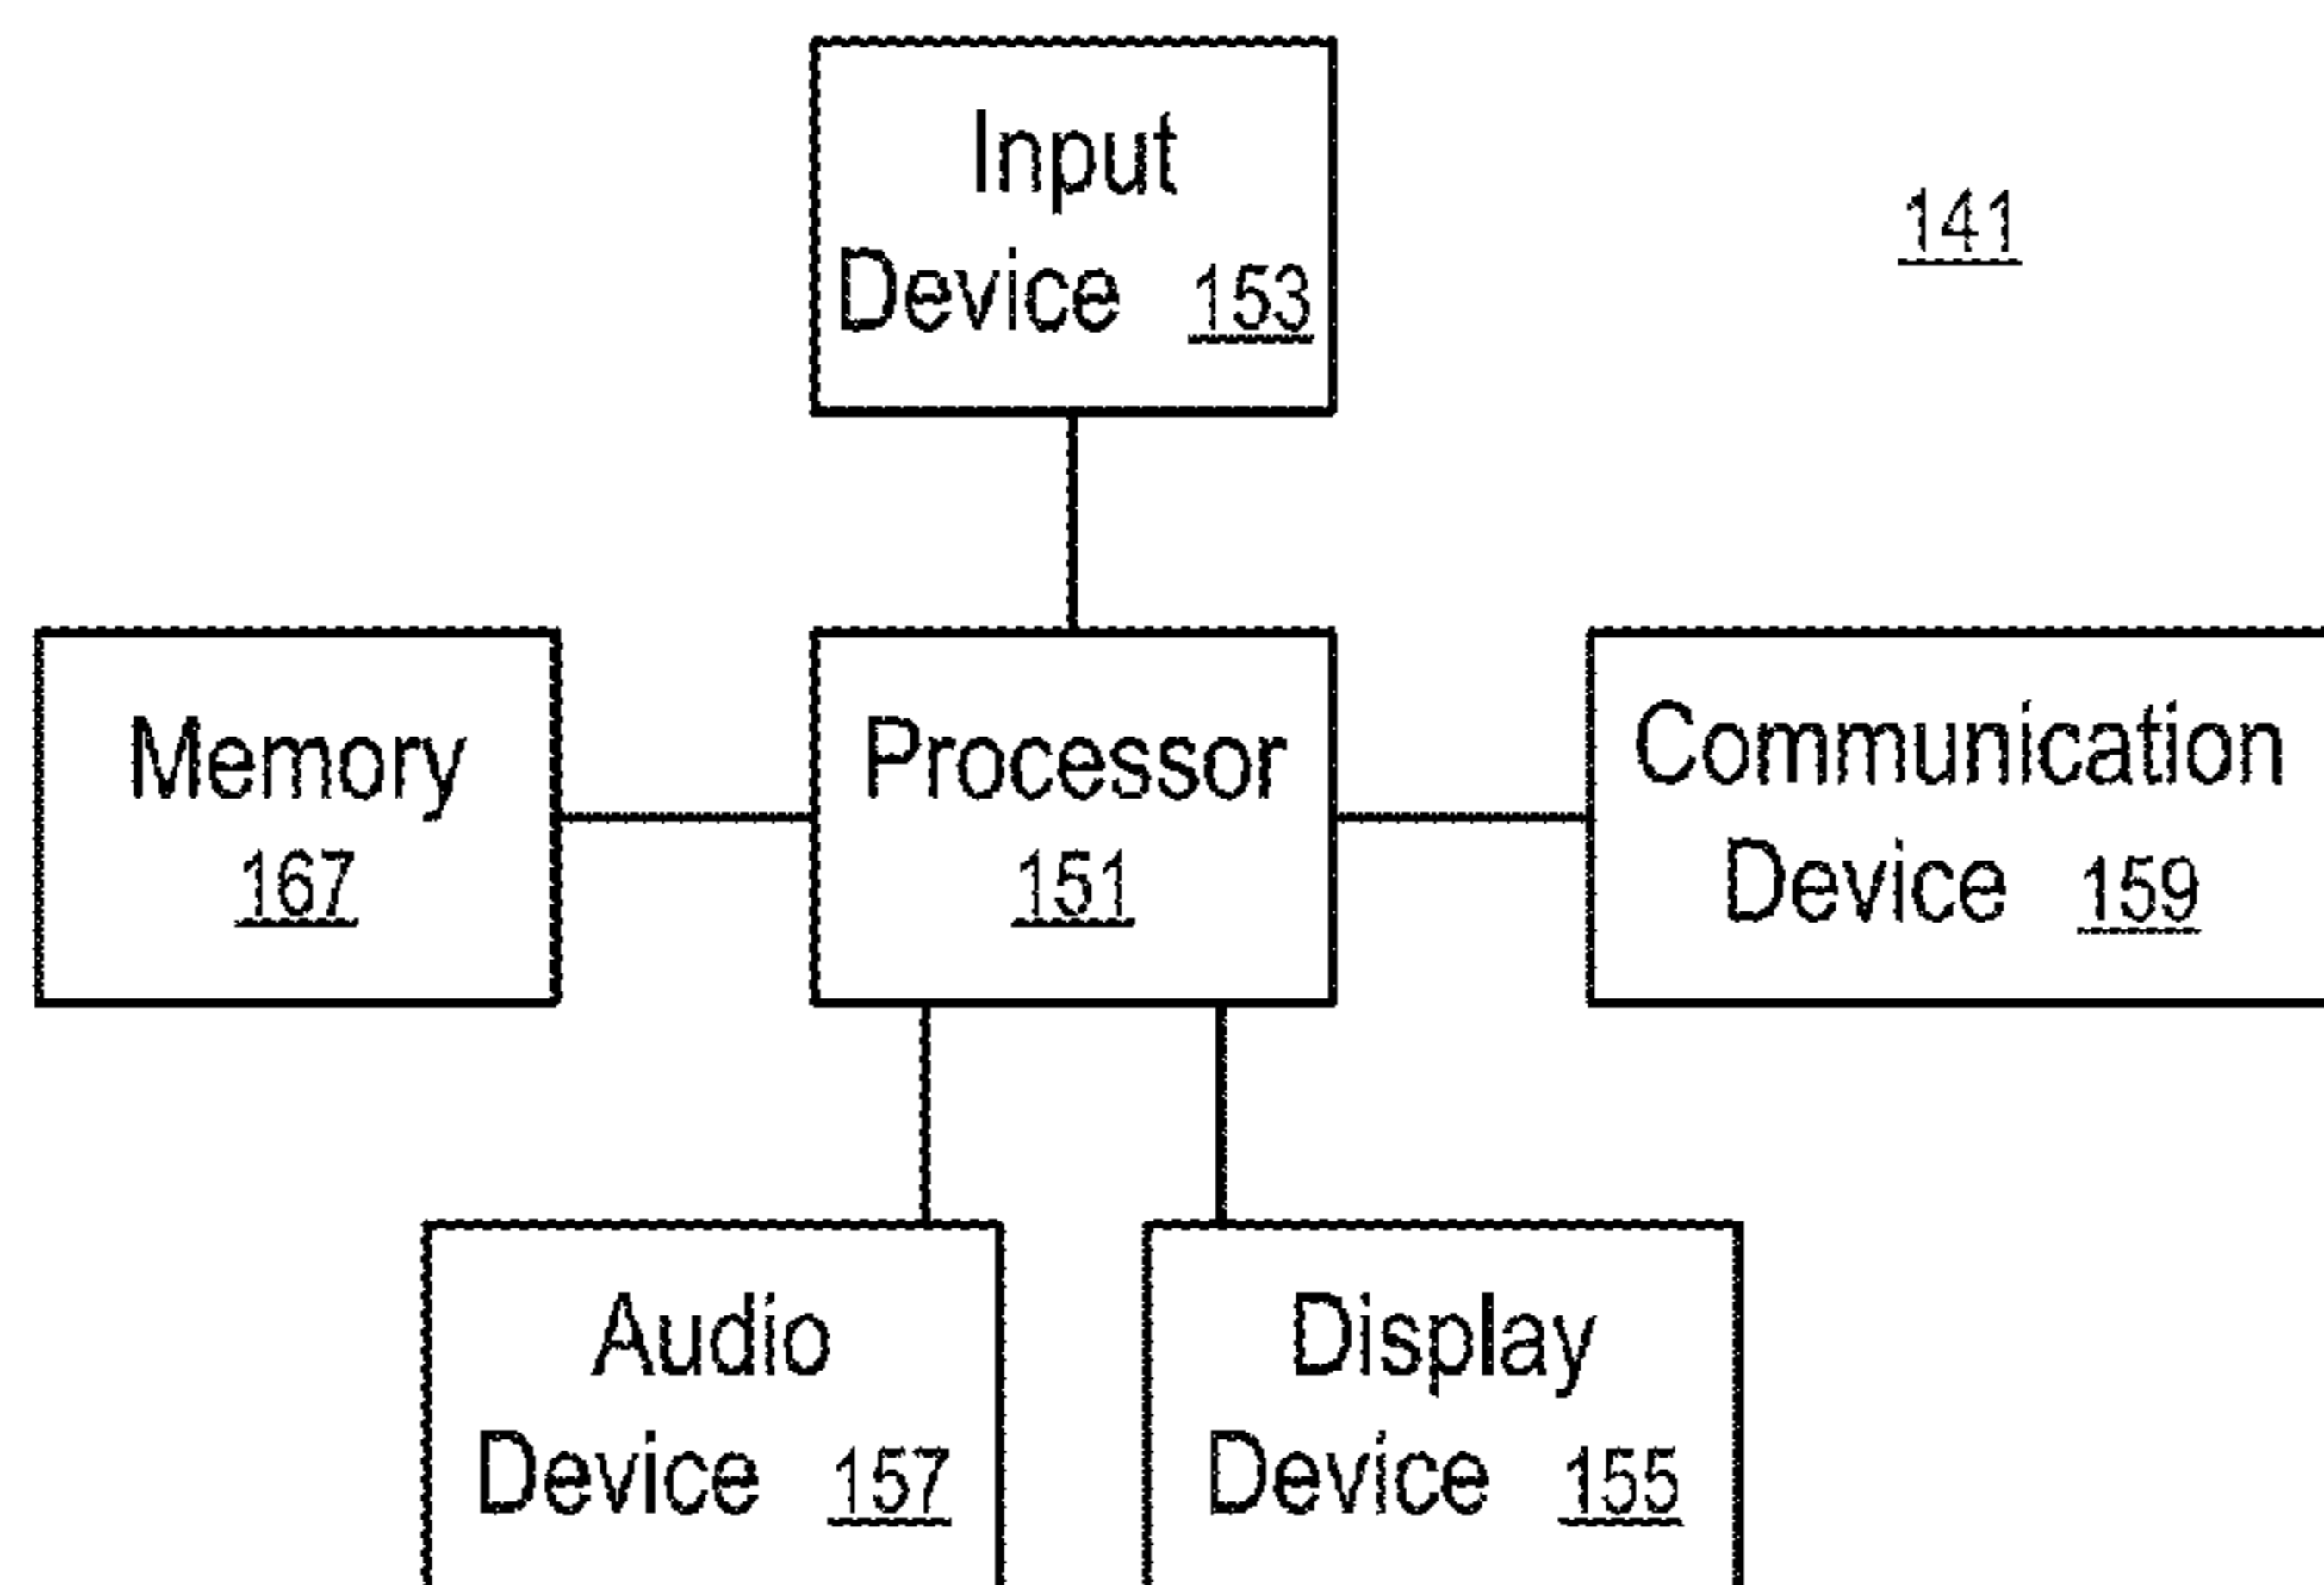 Input
Device 153
141
Memory
167
Processor
151
Communication
Device 159
Audio
Device 157
Display
Device 155